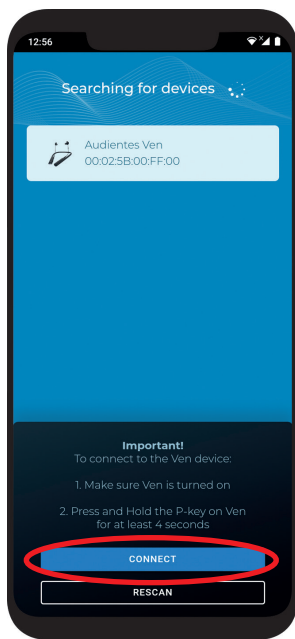 12:56
Searching for devices
Audientes Ven
00:02:5B:00:FF:00
Important!
To connect to the Ven device:
1. Make sure Ven is turned on
2. Press and Hold the P-key on Ven
for at least 4 seconds
CONNECT
RESCAN